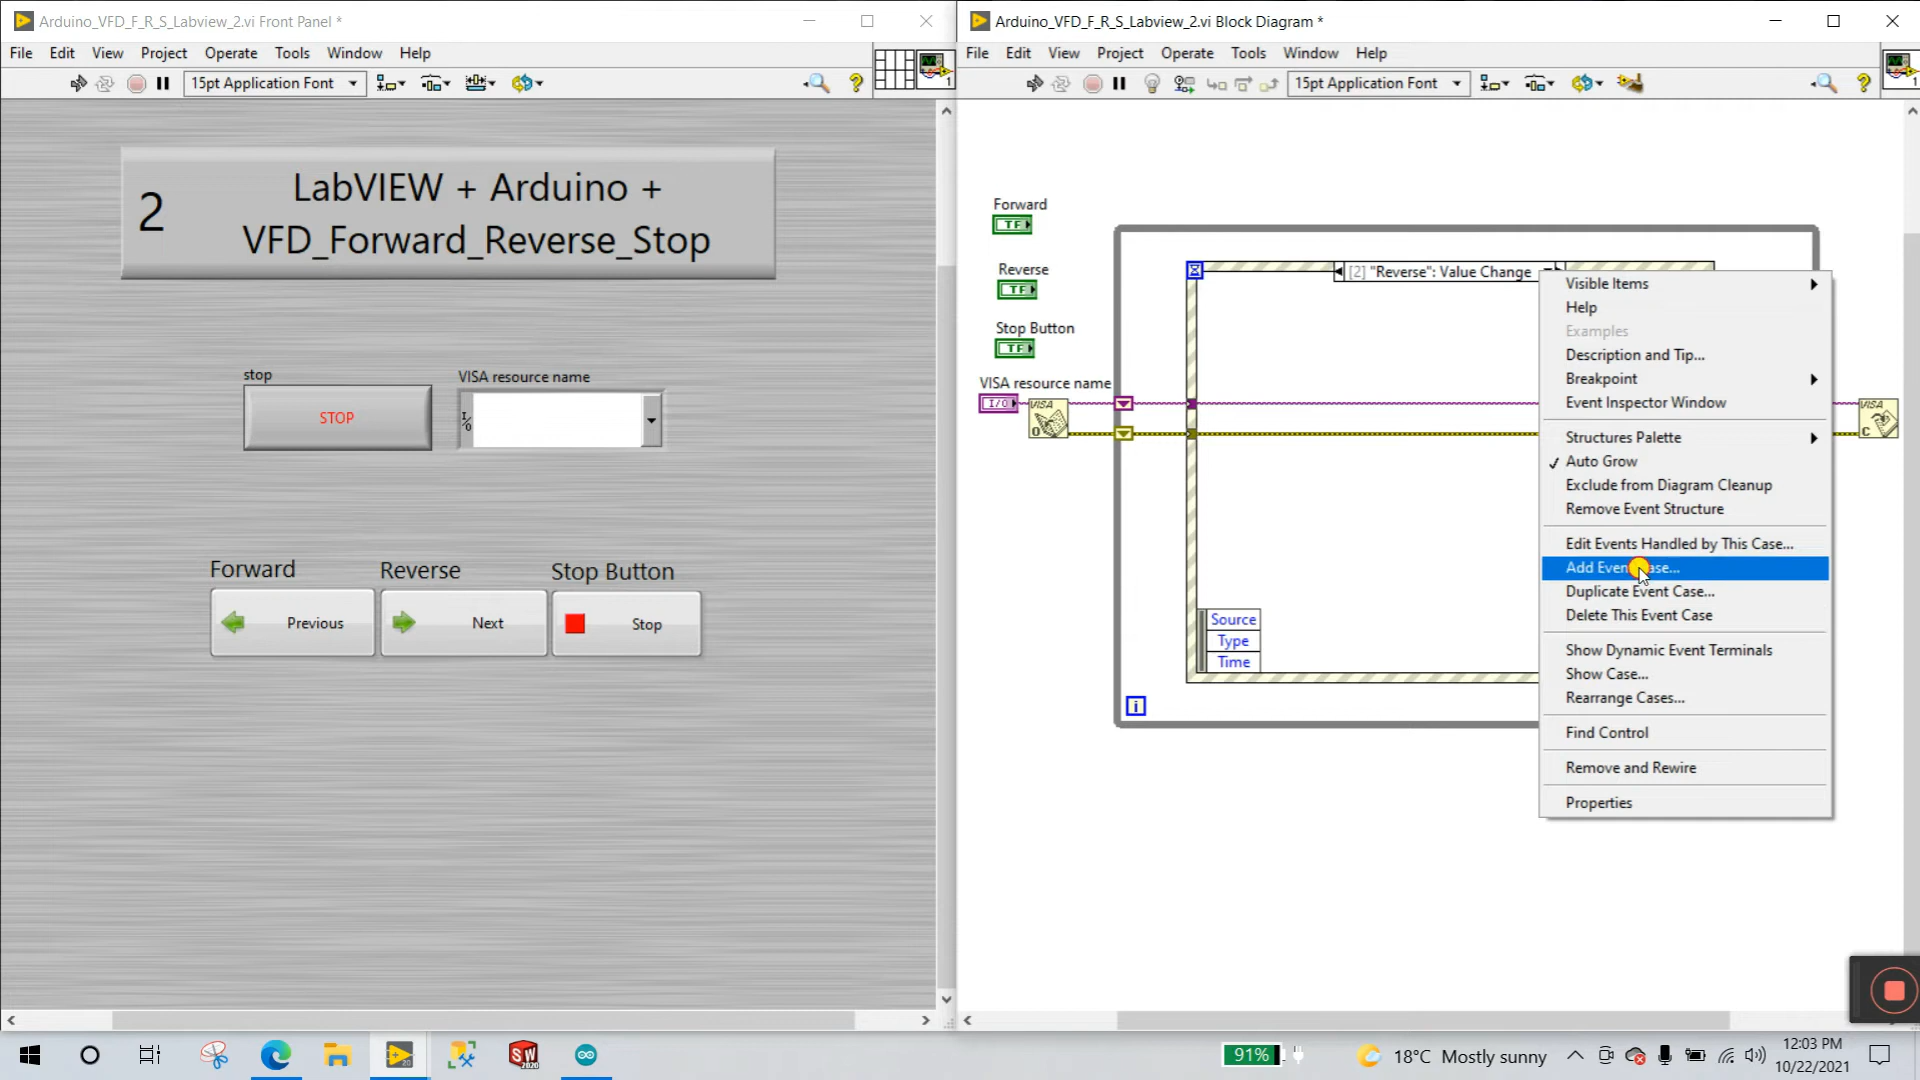 Arduino_VFD_F_R_S_Labview_2.vi Front Panel *
File Edit View Project Operate Tools Window Help
15pt Application Font
2
LabVIEW + Arduino +
VFD_Forward_Reverse_Stop
stop
STOP
VISA resource name
Forward
Reverse
Stop Button
Previous
Next
Stop
Arduino_VFD_F_R_S_Labview_2.vi Block Diagram *
File Edit View Project Operate Tools Window Help
15pt Application Font
Forward
TF
Reverse
TF
Stop Button
TF
VISA resource name
I/O
VISA
O
[2] "Reverse": Value Change
Source
Type
Time
i
VISA
C
Visible Items
Help
Examples
Description and Tip...
Breakpoint
Event Inspector Window
Structures Palette
Auto Grow
Exclude from Diagram Cleanup
Remove Event Structure
Edit Events Handled by This Case...
Duplicate Event Case...
Delete This Event Case
Show Dynamic Event Terminals
Show Case...
Rearrange Cases...
Find Control
Remove and Rewire
Properties
91%
18°C Mostly sunny
12:03 PM
10/22/2021